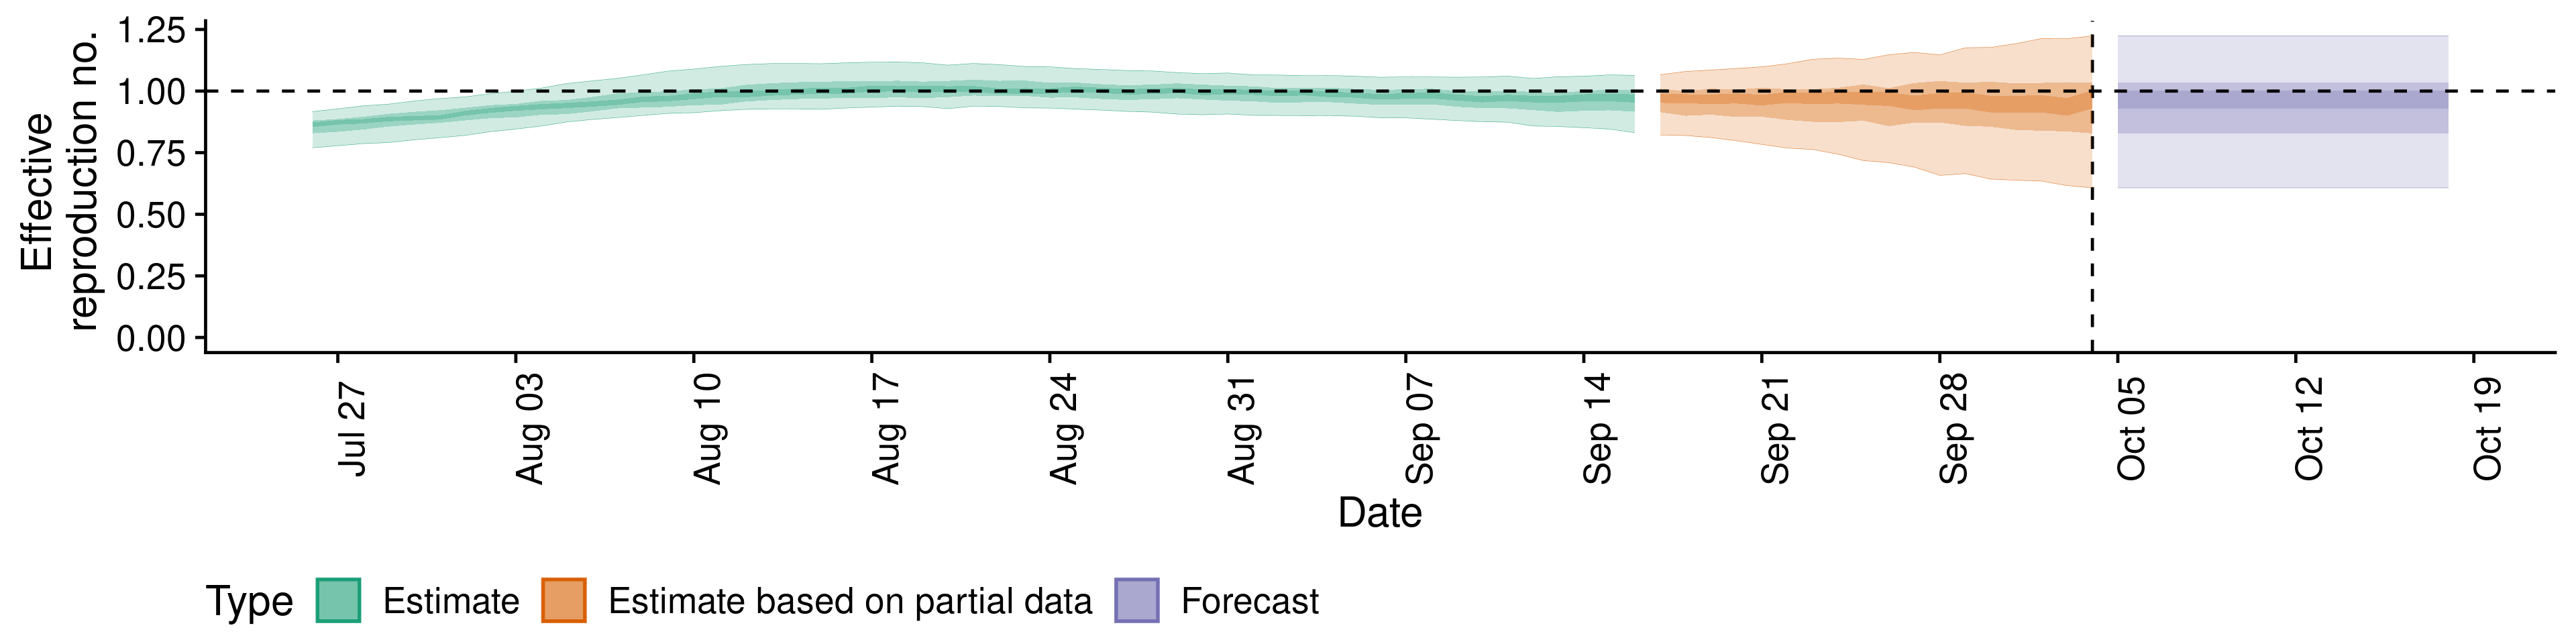 Effective
reproduction no.
1.25
1.00
0.75
0.50
0.25
0.00
Jul 27
Aug 03
Aug 10
Aug 17
Aug 24
Aug 31
Sep 07
Sep 14
Sep 21
Sep 28
Oct 05
Oct 12
Oct 19
Date
Type Estimate Estimate based on partial data Forecast